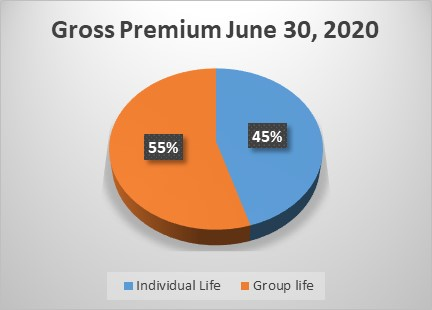 Gross Premium June 30, 2020
55%
45%
Individual Life
Group life